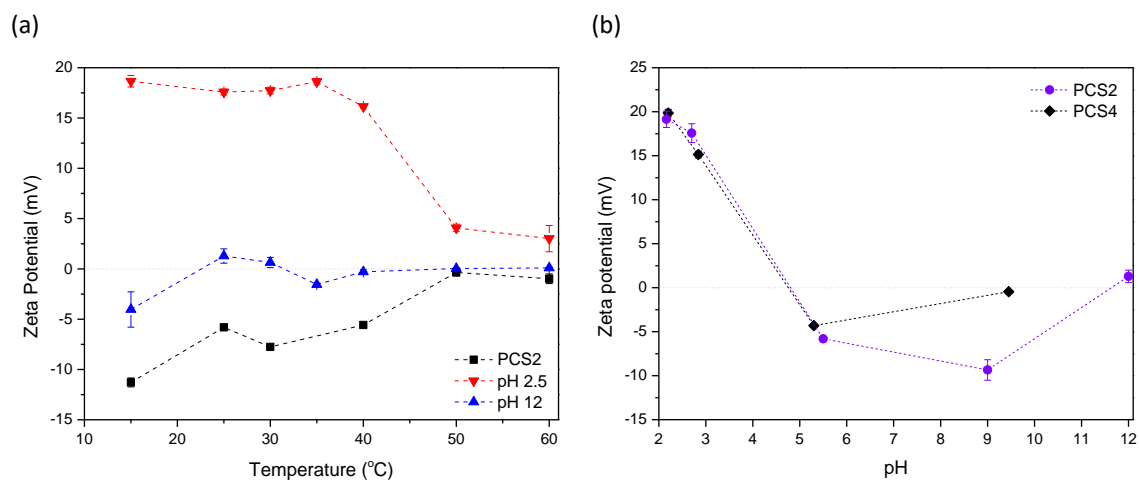 (a)
20
15
10
5
0
-5
-10
-15
Zeta Potential (mV)
10 20 30 40 50 60
Temperature (°C)
PCS2
pH 2.5
pH 12
(b)
25
20
15
10
5
0
-5
-10
-15
Zeta potential (mV)
2 3 4 5 6 7 8 9 10 11 12
pH
PCS2
PCS4